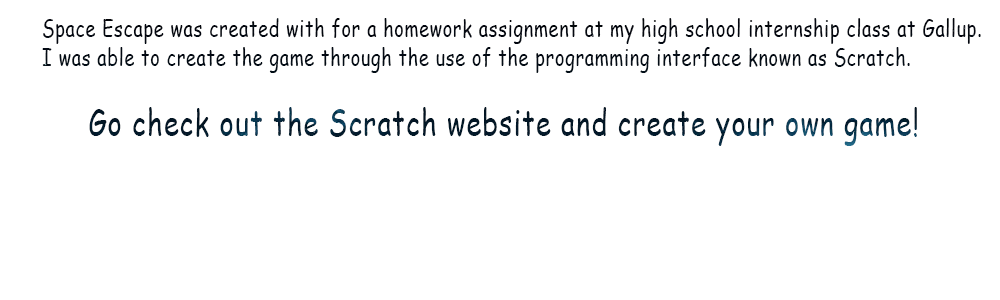 Space Escape was created with for a homework assignment at my high school internship class at Gallup.
I was able to create the game through the use of the programming interface known as Scratch.
Go check out the Scratch website and create your own game!